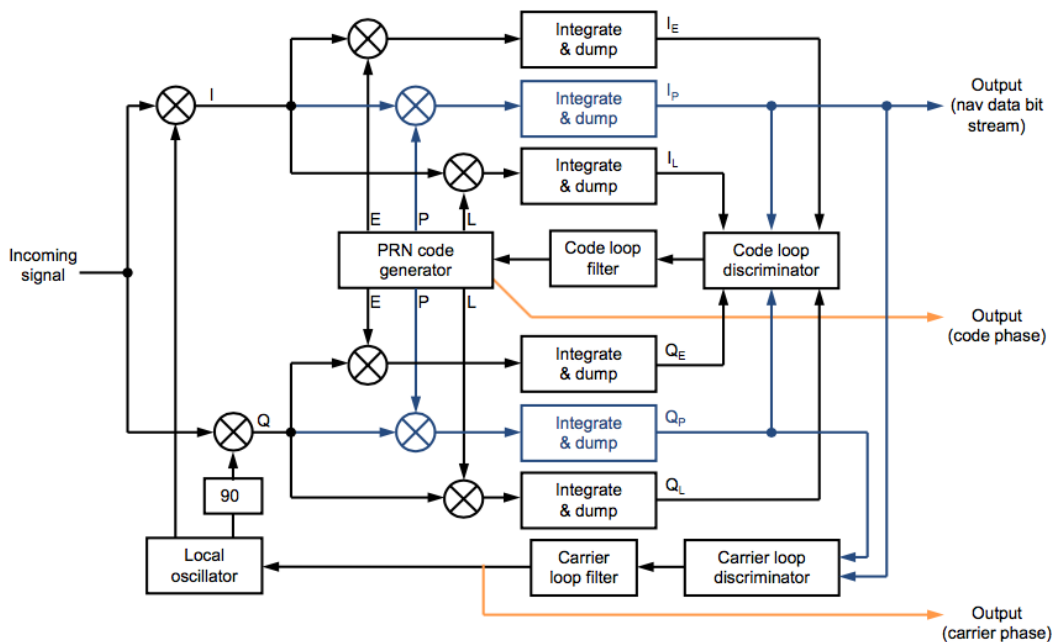 Integrate
& dump
I_E
Integrate
& dump
I_P
Output
(nav data bit
stream)
I
Integrate
& dump
I_L
E
P
L
Incoming
signal
PRN code
generator
Code loop
filter
Code loop
discriminator
E
P
L
Output
(code phase)
Integrate
& dump
Q_E
Q
Integrate
& dump
Q_P
90
Integrate
& dump
Q_L
Local
oscillator
Carrier
loop filter
Carrier loop
discriminator
Output
(carrier phase)